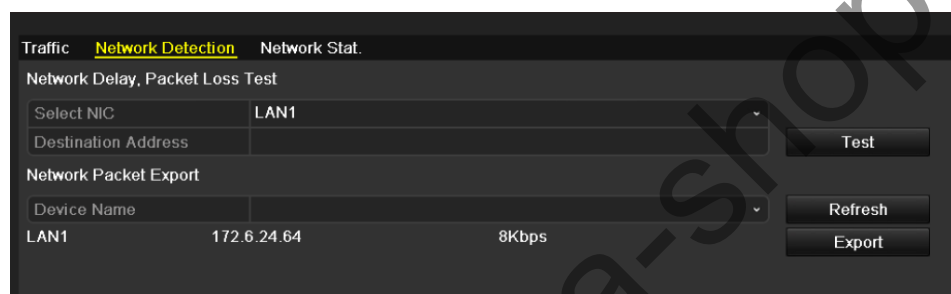 Traffic Network Detection Network Stat.
Network Delay, Packet Loss Test
Select NIC LAN1
Destination Address Test
Network Packet Export
Device Name Refresh
LAN1 172.6.24.64 8Kbps Export
a-shop